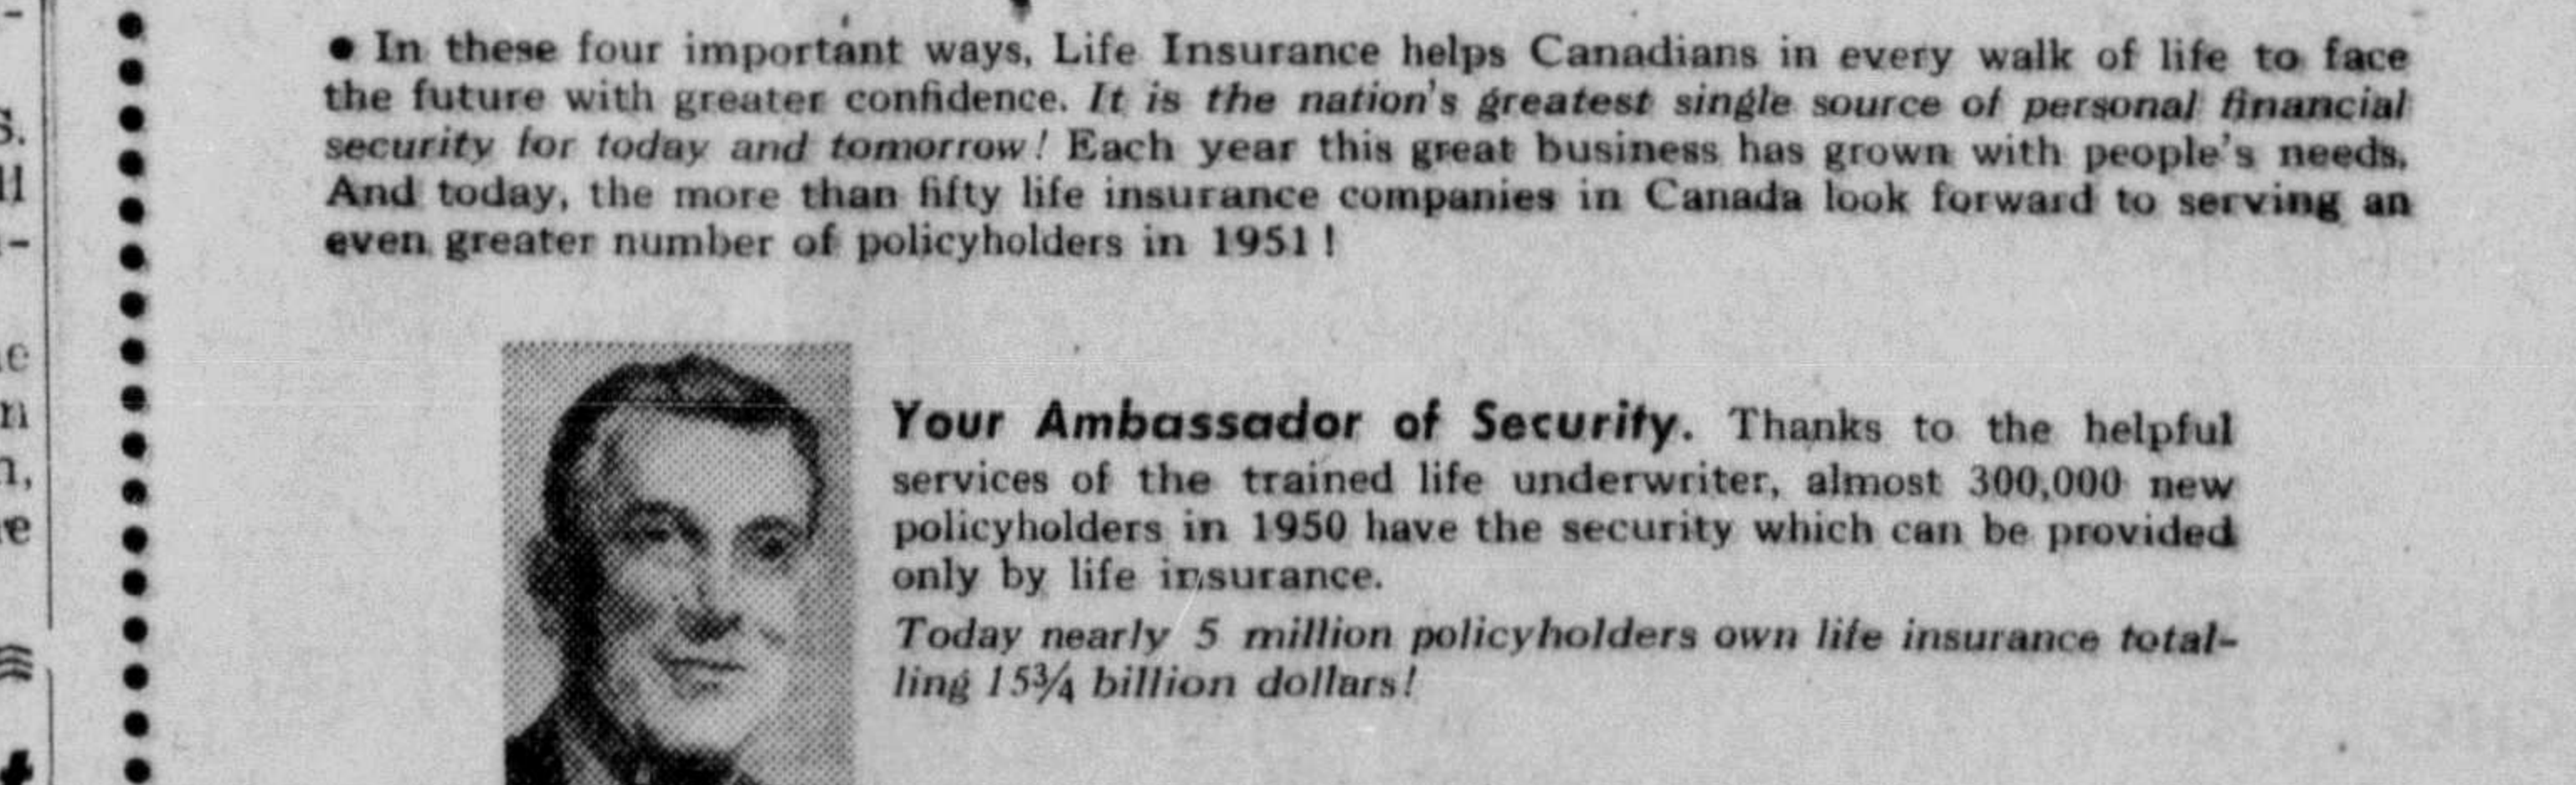 • In these four important ways, Life Insurance helps Canadians in every walk of life to face
the future with greater confidence. It is the nation's greatest single source of personal financial
security for today and tomorrow! Each year this great business has grown with people's needs.
And today, the more than fifty life insurance companies in Canada look forward to serving an
even greater number of policyholders in 1951!
Your Ambassador of Security. Thanks to the helpful
services of the trained life underwriter, almost 300,000 new
policyholders in 1950 have the security which can be provided
only by life insurance.
Today nearly 5 million policyholders own life insurance total-
ling 15¾ billion dollars!